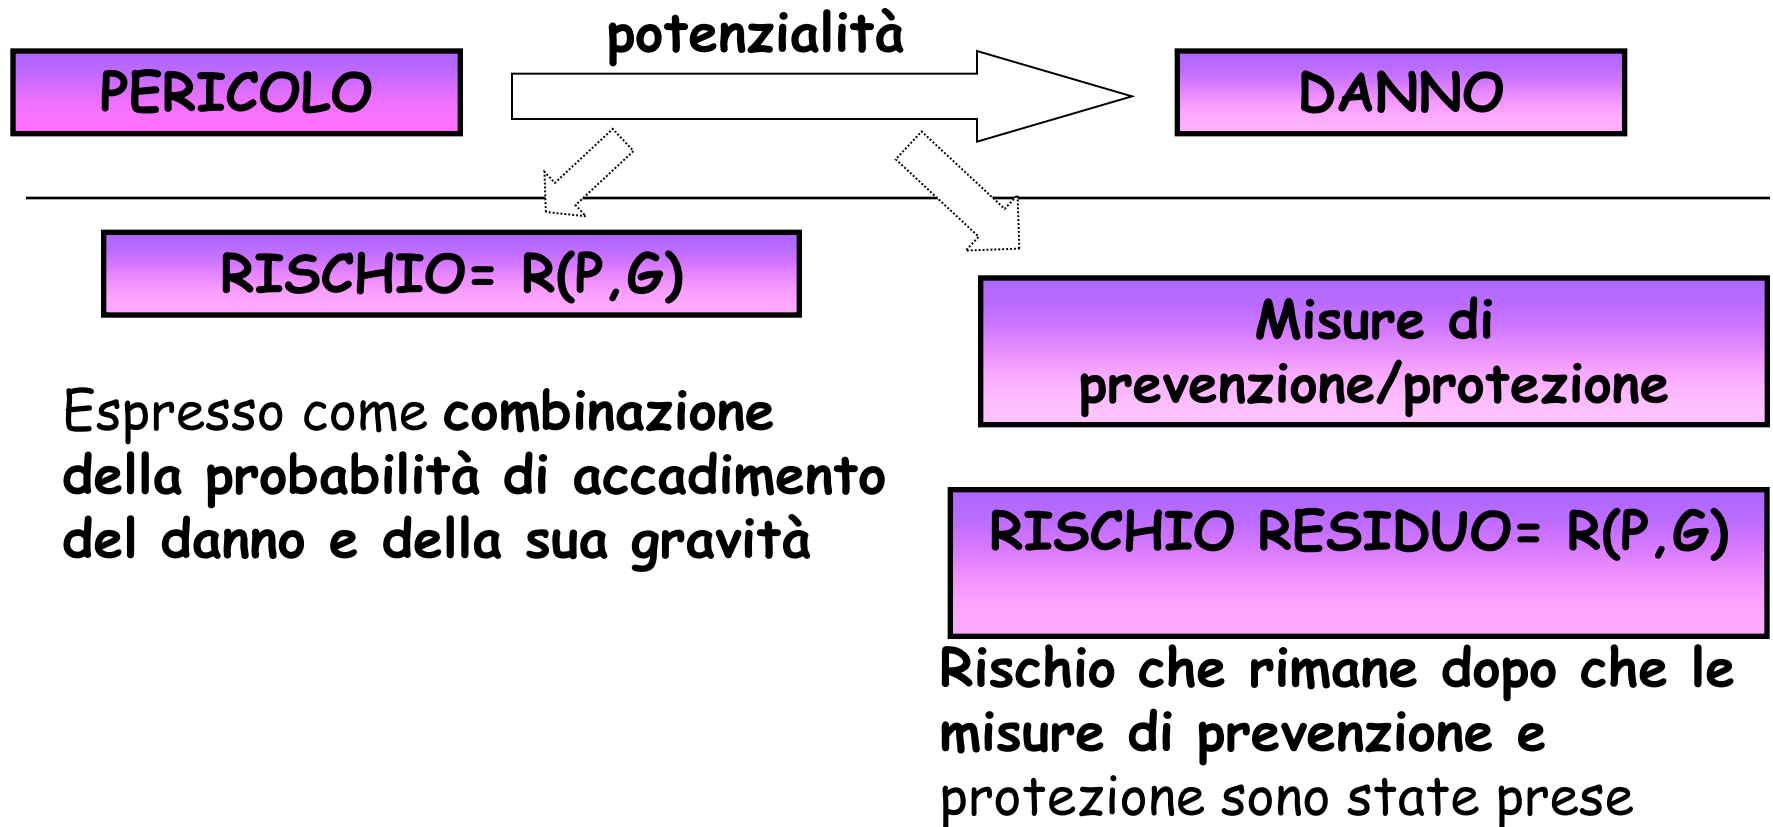 potenzialità
PERICOLO
DANNO
RISCHIO= R(P,G)
Espresso come combinazione
della probabilità di accadimento
del danno e della sua gravità
Misure di
prevenzione/protezione
RISCHIO RESIDUO= R(P,G)
Rischio che rimane dopo che le
misure di prevenzione e
protezione sono state prese